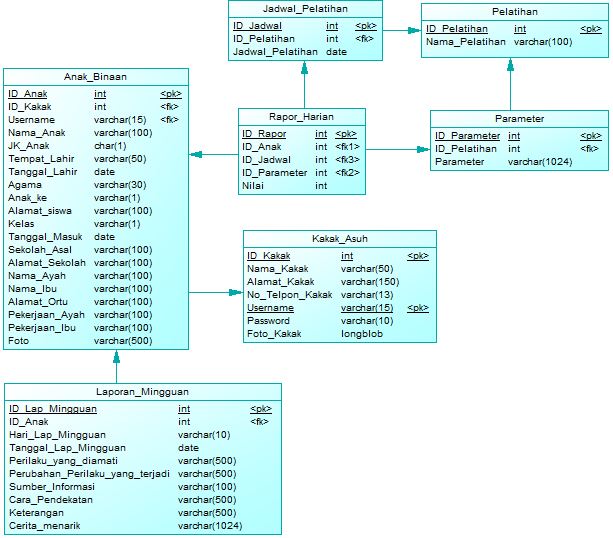 Jadwal_Pelatihan
ID_Jadwal int <pk>
ID_Pelatihan int <fk>
Jadwal_Pelatihan date
Pelatihan
ID_Pelatihan int <pk>
Nama_Pelatihan varchar(100)
Anak_Binaan
ID_Anak int <pk>
ID_Kakak int <fk>
Username varchar(15) <fk>
Nama_Anak varchar(100)
JK_Anak char(1)
Tempat_Lahir varchar(50)
Tanggal_Lahir date
Agama varchar(30)
Anak_ke varchar(1)
Alamat_siswa varchar(100)
Kelas varchar(1)
Tanggal_Masuk date
Sekolah_Asal varchar(100)
Alamat_Sekolah varchar(100)
Nama_Ayah varchar(100)
Nama_Ibu varchar(100)
Alamat_Ortu varchar(100)
Pekerjaan_Ayah varchar(100)
Pekerjaan_Ibu varchar(100)
Foto varchar(500)
Rapor_Harian
ID_Rapor int <pk>
ID_Anak int <fk1>
ID_Jadwal int <fk3>
ID_Parameter int <fk2>
Nilai int
Parameter
ID_Parameter int <pk>
ID_Pelatihan int <fk>
Parameter varchar(1024)
Kakak_Asuh
ID_Kakak int <pk>
Nama_Kakak varchar(50)
Alamat_Kakak varchar(150)
No_Telpon_Kakak varchar(13)
Username varchar(15) <pk>
Password varchar(10)
Foto_Kakak longblob
Laporan_Mingguan
ID_Lap_Mingguan int <pk>
ID_Anak int <fk>
Hari_Lap_Mingguan varchar(10)
Tanggal_Lap_Mingguan date
Perilaku_yang_diamati varchar(500)
Perubahan_Perilaku_yang_terjadi varchar(500)
Sumber_Informasi varchar(100)
Cara_Pendekatan varchar(500)
Keterangan varchar(500)
Cerita_menarik varchar(1024)